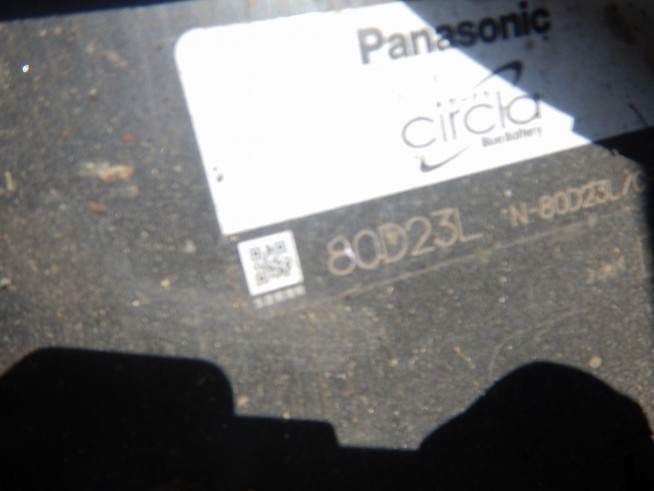 Panasonic
circla
Blue Battery
80D23L N-80D23L/C